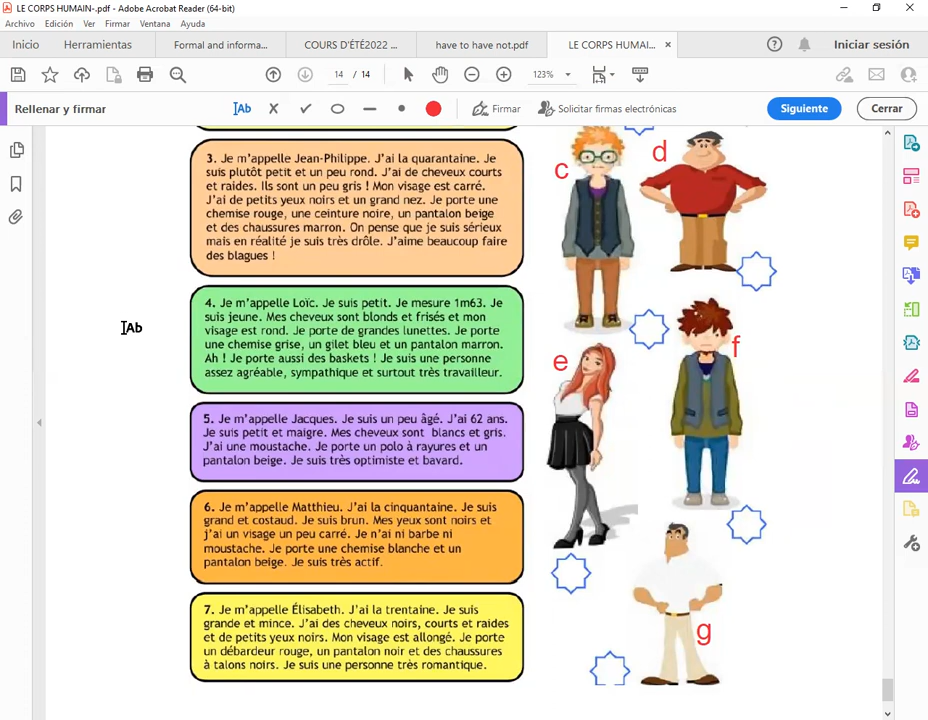 LE CORPS HUMAIN-.pdf - Adobe Acrobat Reader (64-bit)
Archivo Edición Ver Firmar Ventana Ayuda
Inicio Herramientas Formal and informa... COURS D'ÉTÉ2022 ... have to have not.pdf LE CORPS HUMAI... × Iniciar sesión
14 / 14 123%
Rellenar y firmar Ab Firmar Solicitar firmas electrónicas Siguiente Cerrar
3. Je m'appelle Jean-Philippe. J'ai la quarantaine. Je
suis plutôt petit et un peu rond. J'ai de cheveux courts
et raides. Ils sont un peu gris ! Mon visage est carré.
J'ai de petits yeux noirs et un grand nez. Je porte une
chemise rouge, une ceinture noire, un pantalon beige
et des chaussures marron. On pense que je suis sérieux
mais en réalité je suis très drôle. J'aime beaucoup faire
des blagues !
c
d
4. Je m'appelle Loïc. Je suis petit. Je mesure 1m63. Je
suis jeune. Mes cheveux sont blonds et frisés et mon
visage est rond. Je porte de grandes lunettes. Je porte
une chemise grise, un gilet bleu et un pantalon marron.
Ah ! Je porte aussi des baskets ! Je suis une personne
assez agréable, sympathique et surtout très travailleur.
Ab
e
f
5. Je m'appelle Jacques. Je suis un peu âgé. J'ai 62 ans.
Je suis petit et maigre. Mes cheveux sont blancs et gris.
J'ai une moustache. Je porte un polo à rayures et un
pantalon beige. Je suis très optimiste et bavard.
6. Je m'appelle Matthieu. J'ai la cinquantaine. Je suis
grand et costaud. Je suis brun. Mes yeux sont noirs et
j'ai un visage un peu carré. Je n'ai ni barbe ni
moustache. Je porte une chemise blanche et un
pantalon beige. Je suis très actif.
7. Je m'appelle Élisabeth. J'ai la trentaine. Je suis
grande et mince. J'ai des cheveux noirs, courts et raides
et de petits yeux noirs. Mon visage est allongé. Je porte
un débardeur rouge, un pantalon noir et des chaussures
à talons noirs. Je suis une personne très romantique.
g